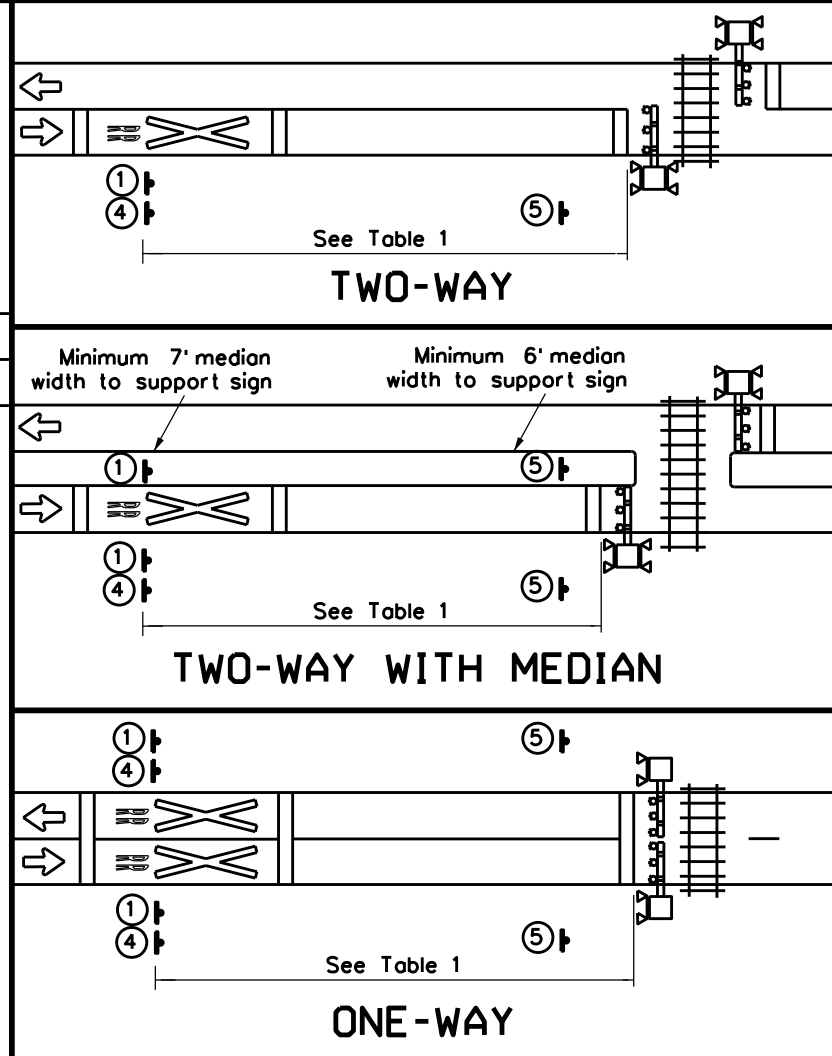 1
4
5
See Table 1
TWO-WAY
Minimum 7' median
width to support sign
Minimum 6' median
width to support sign
1
5
1
4
5
See Table 1
TWO-WAY WITH MEDIAN
1
4
5
1
4
5
See Table 1
ONE-WAY